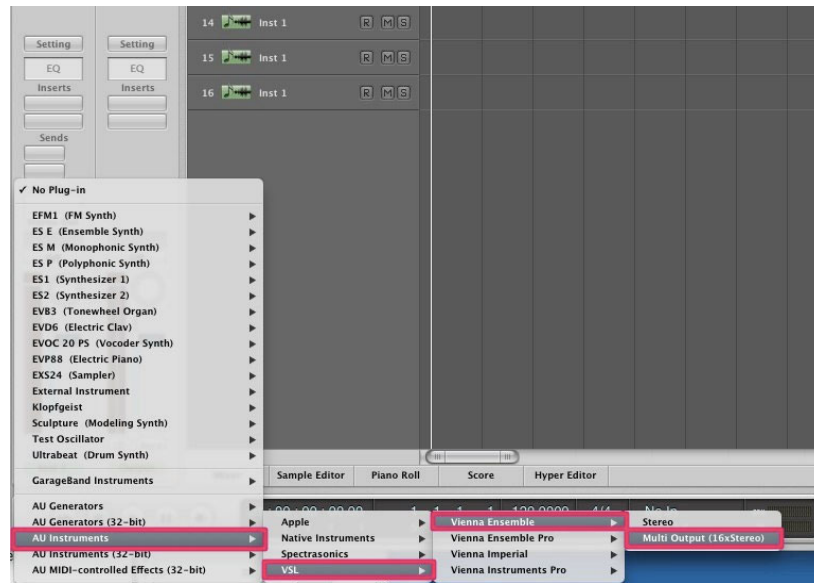 14 Inst 1 R M S
Setting Setting
15 Inst 1 R M S
EQ EQ
Inserts Inserts
16 Inst 1 R M S
Sends
✓ No Plug-in
EFM1 (FM Synth)
ES E (Ensemble Synth)
ES M (Monophonic Synth)
ES P (Polyphonic Synth)
ES1 (Synthesizer 1)
ES2 (Synthesizer 2)
EVB3 (Tonewheel Organ)
EVD6 (Electric Clav)
EVOC 20 PS (Vocoder Synth)
EVP88 (Electric Piano)
EXS24 (Sampler)
External Instrument
Klopfgeist
Sculpture (Modeling Synth)
Test Oscillator
Ultrabeat (Drum Synth)
GarageBand Instruments
AU Generators
AU Generators (32-bit)
AU Instruments
AU Instruments (32-bit)
AU MIDI-controlled Effects (32-bit)
Sample Editor Piano Roll Score Hyper Editor
Apple
Native Instruments
Spectrasonics
VSL
Vienna Ensemble
Vienna Ensemble Pro
Vienna Imperial
Vienna Instruments Pro
Stereo
Multi Output (16xStereo)